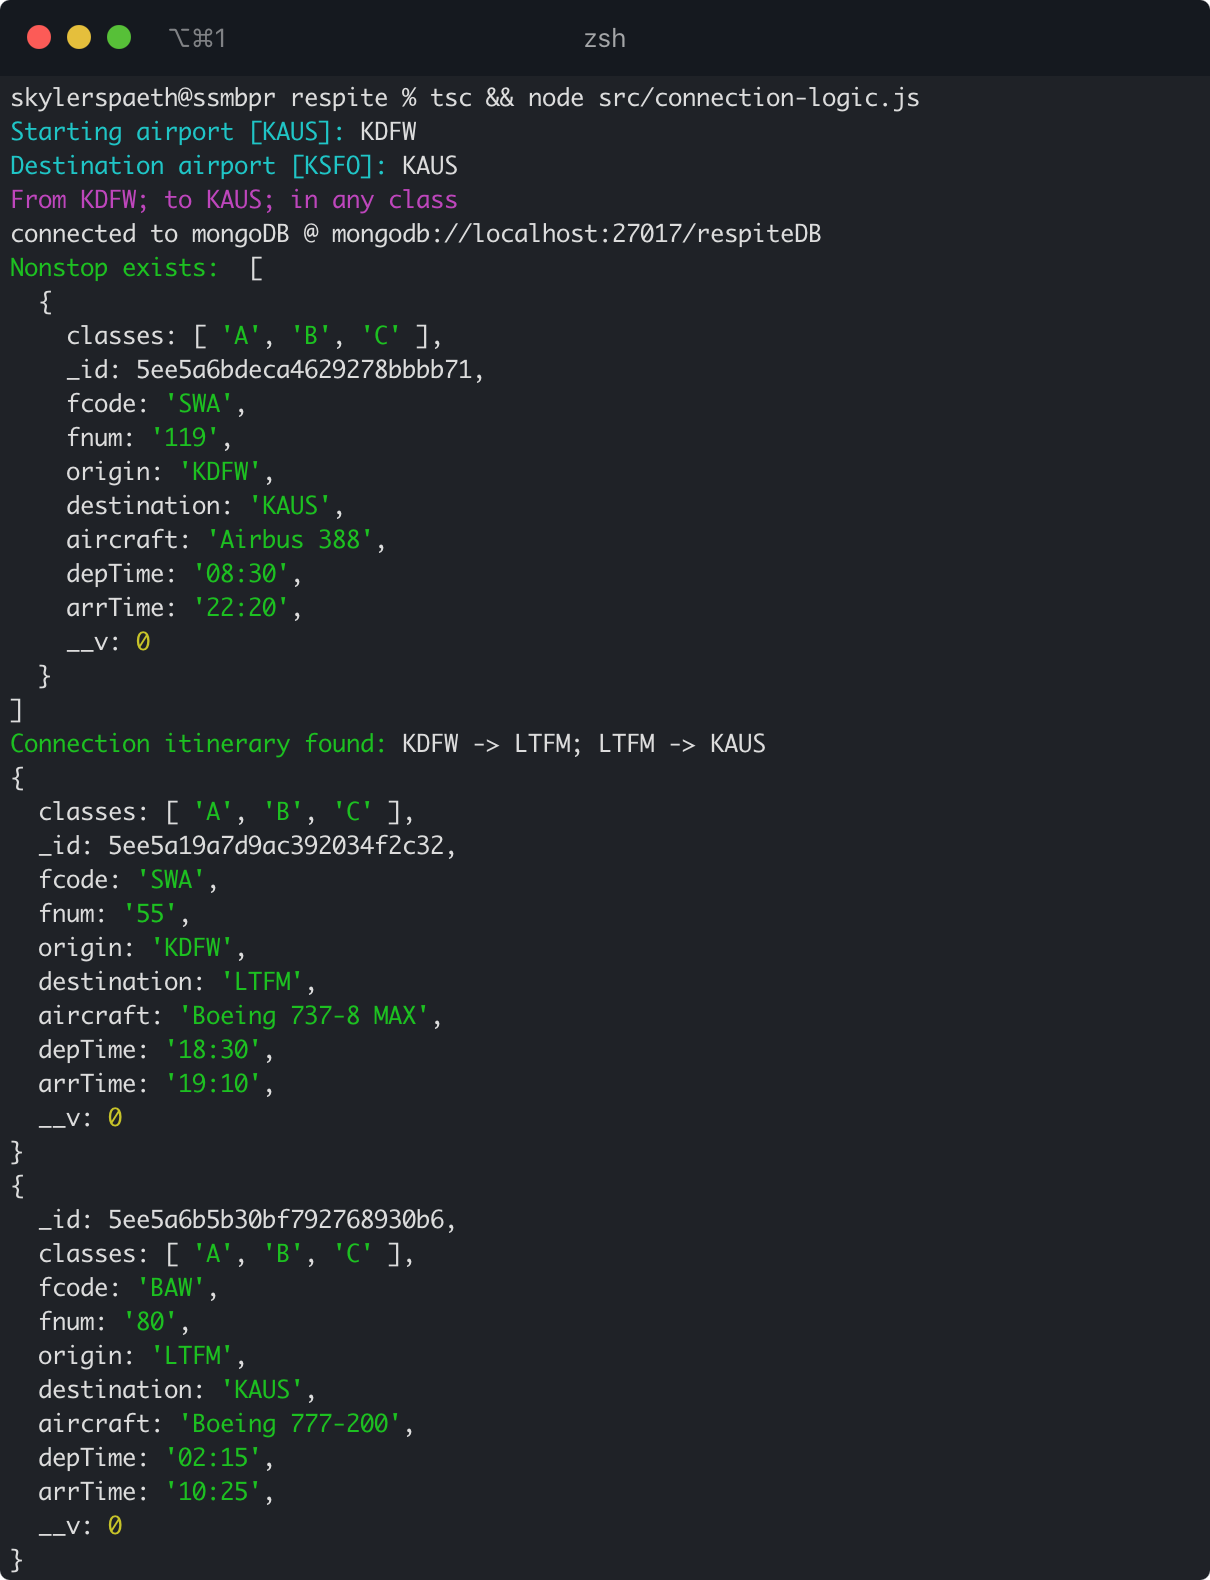 ⌥⌘1 zsh
skylerspaeth@ssmbpr respite % tsc && node src/connection-logic.js
Starting airport [KAUS]: KDFW
Destination airport [KSFO]: KAUS
From KDFW; to KAUS; in any class
connected to mongoDB @ mongodb://localhost:27017/respiteDB
Nonstop exists:  [
  {
    classes: [ 'A', 'B', 'C' ],
    _id: 5ee5a6bdeca4629278bbbb71,
    fcode: 'SWA',
    fnum: '119',
    origin: 'KDFW',
    destination: 'KAUS',
    aircraft: 'Airbus 388',
    depTime: '08:30',
    arrTime: '22:20',
    __v: 0
  }
]
Connection itinerary found: KDFW -> LTFM; LTFM -> KAUS
{
  classes: [ 'A', 'B', 'C' ],
  _id: 5ee5a19a7d9ac392034f2c32,
  fcode: 'SWA',
  fnum: '55',
  origin: 'KDFW',
  destination: 'LTFM',
  aircraft: 'Boeing 737-8 MAX',
  depTime: '18:30',
  arrTime: '19:10',
  __v: 0
}
{
  _id: 5ee5a6b5b30bf792768930b6,
  classes: [ 'A', 'B', 'C' ],
  fcode: 'BAW',
  fnum: '80',
  origin: 'LTFM',
  destination: 'KAUS',
  aircraft: 'Boeing 777-200',
  depTime: '02:15',
  arrTime: '10:25',
  __v: 0
}